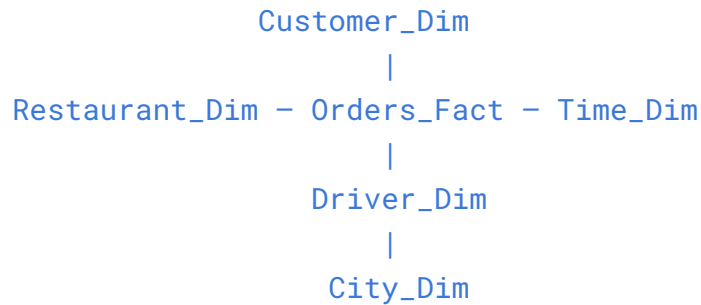 Customer_Dim
|
Restaurant_Dim — Orders_Fact — Time_Dim
|
Driver_Dim
|
City_Dim